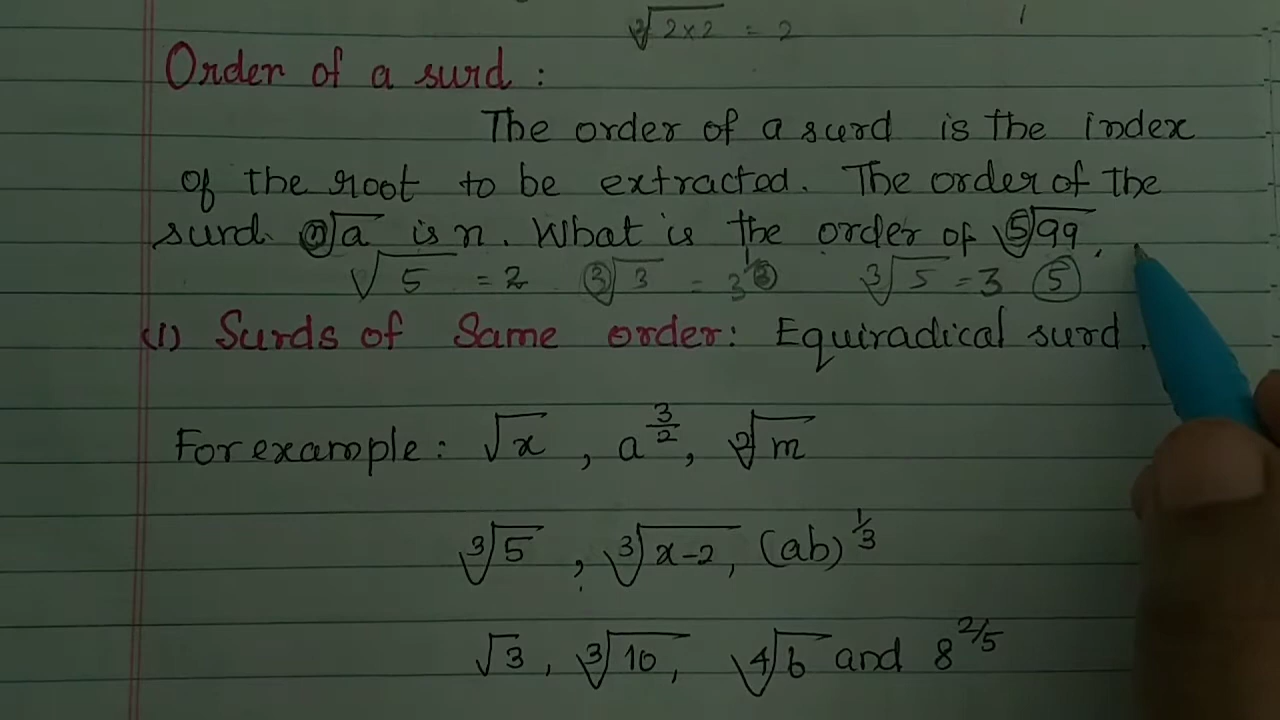 ²√2×2 = 2
Order of a surd :
The order of a surd is the index
of the root to be extracted. The order of the
surd ⁿ√a is n. What is the order of ⁵√99.
√5 = 2 ³√3 = 3^1/3 ³√5 = 3 ⑤
(1) Surds of Same order: Equiradical surd.
For example: √x , a^3/2, ²√m
³√5 , ³√x-2, (ab)^1/3
√3, ³√10, ⁴√6 and 8^2/5